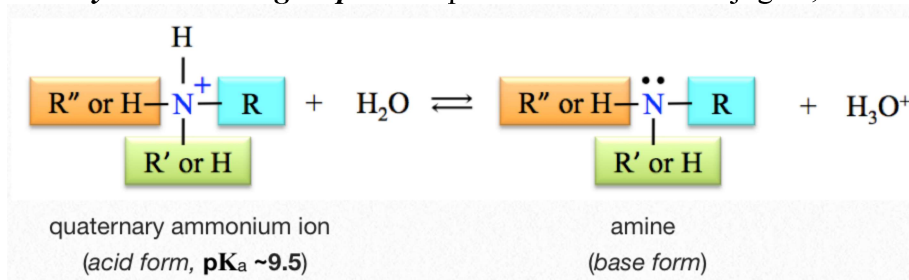 H
R″ or H–N+– R + H₂O ⇌ R″ or H–N̈– R + H₃O⁺
R′ or H R′ or H
quaternary ammonium ion amine
(acid form, pKa ~9.5) (base form)